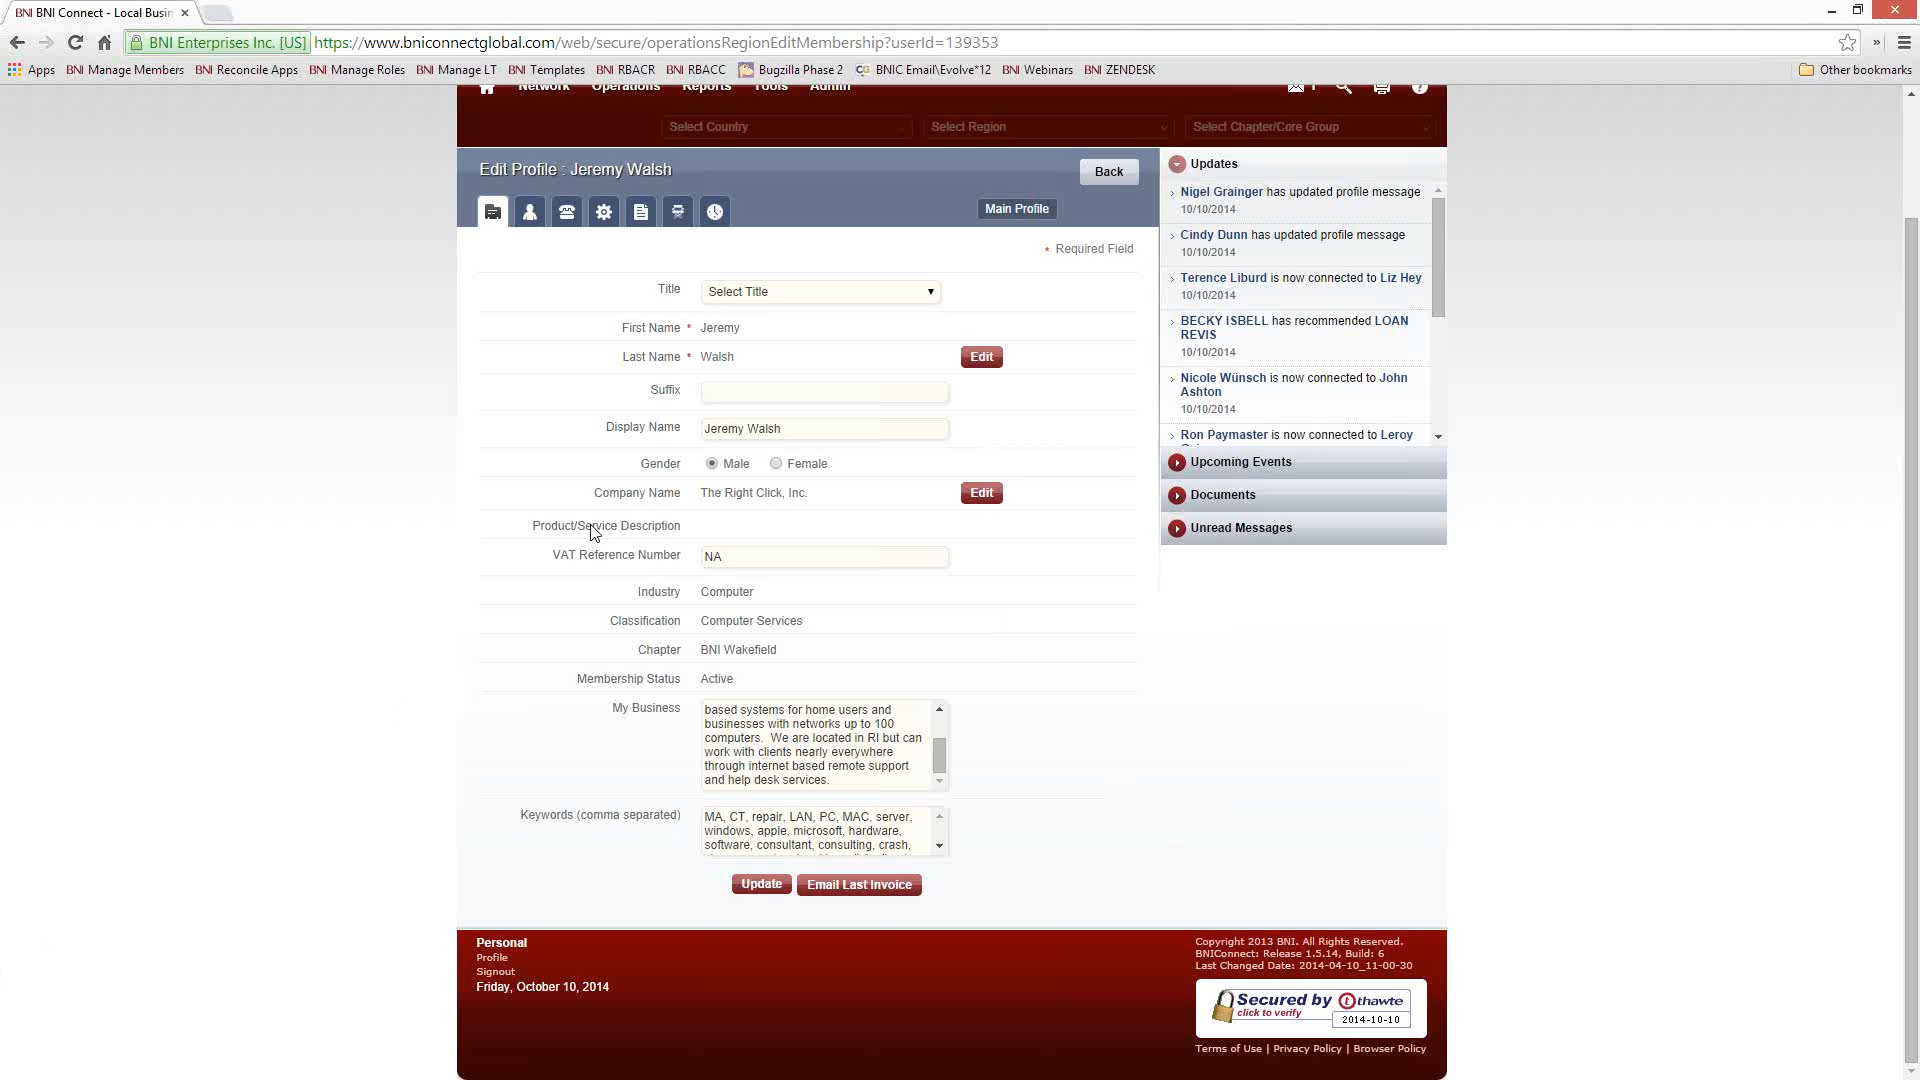 BNI BNI Connect - Local Busin
BNI Enterprises Inc. [US] https://www.bniconnectglobal.com/web/secure/operationsRegionEditMembership?userId=139353
Apps BNI BNI Manage Members BNI BNI Reconcile Apps BNI BNI Manage Roles BNI BNI Manage LT BNI BNI Templates BNI BNI RBACR BNI BNI RBACC Bugzilla Phase 2 BNIC Email\Evolve*12 BNI BNI Webinars BNI BNI ZENDESK Other bookmarks
Network Operations Reports Tools Admin
Select Country Select Region Select Chapter/Core Group
Edit Profile : Jeremy Walsh
Back
Main Profile
* Required Field
Title Select Title
First Name * Jeremy
Last Name * Walsh Edit
Suffix
Display Name Jeremy Walsh
Gender Male Female
Company Name The Right Click, Inc. Edit
Product/Service Description
VAT Reference Number NA
Industry Computer
Classification Computer Services
Chapter BNI Wakefield
Membership Status Active
My Business based systems for home users and
businesses with networks up to 100
computers. We are located in RI but can
work with clients nearly everywhere
through internet based remote support
and help desk services.
Keywords (comma separated) MA, CT, repair, LAN, PC, MAC, server,
windows, apple, microsoft, hardware,
software, consultant, consulting, crash,
Update Email Last Invoice
Updates
Nigel Grainger has updated profile message
10/10/2014
Cindy Dunn has updated profile message
10/10/2014
Terence Liburd is now connected to Liz Hey
10/10/2014
BECKY ISBELL has recommended LOAN
REVIS
10/10/2014
Nicole Wünsch is now connected to John
Ashton
10/10/2014
Ron Paymaster is now connected to Leroy
Upcoming Events
Documents
Unread Messages
Personal
Profile
Signout
Friday, October 10, 2014
Copyright 2013 BNI. All Rights Reserved.
BNIConnect: Release 1.5.14, Build: 6
Last Changed Date: 2014-04-10_11-00-30
Secured by thawte
click to verify
2014-10-10
Terms of Use | Privacy Policy | Browser Policy